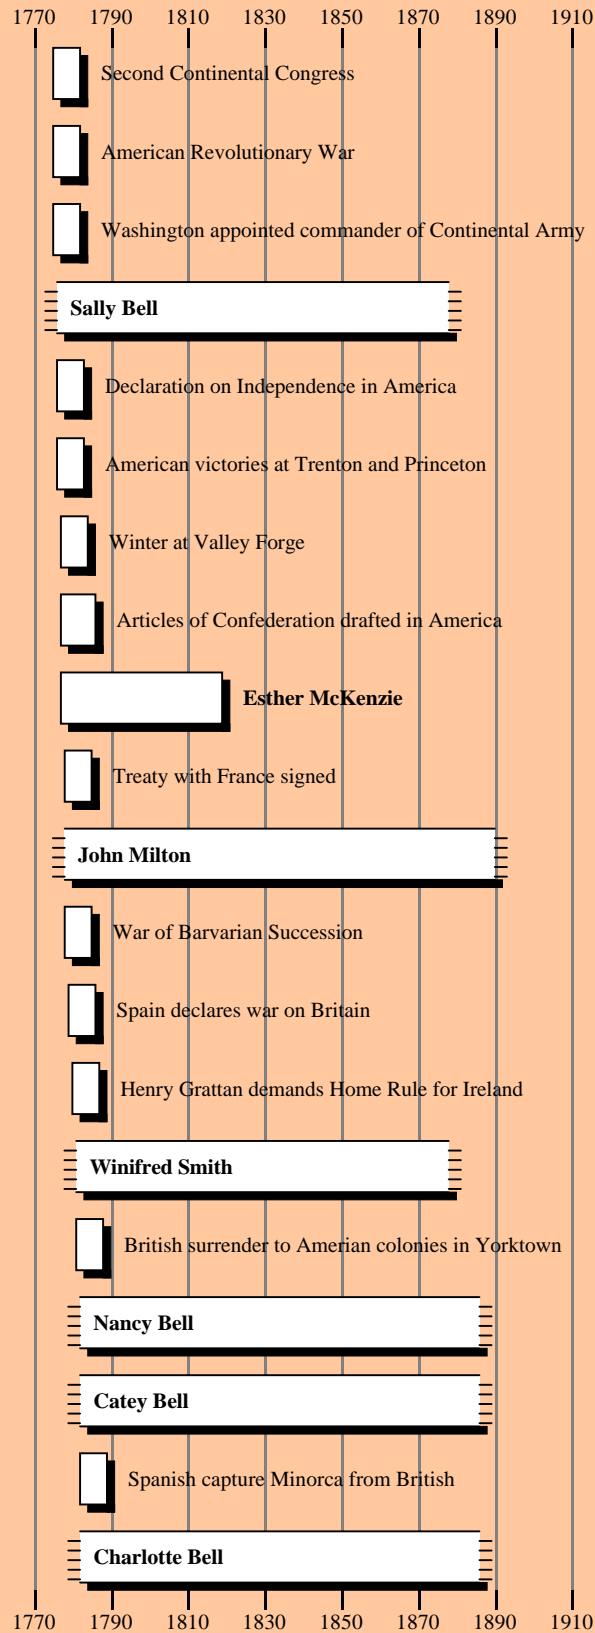 1770 1790 1810 1830 1850 1870 1890 1910
Second Continental Congress
American Revolutionary War
Washington appointed commander of Continental Army
Sally Bell
Declaration on Independence in America
American victories at Trenton and Princeton
Winter at Valley Forge
Articles of Confederation drafted in America
Esther McKenzie
Treaty with France signed
John Milton
War of Barvarian Succession
Spain declares war on Britain
Henry Grattan demands Home Rule for Ireland
Winifred Smith
British surrender to Amerian colonies in Yorktown
Nancy Bell
Catey Bell
Spanish capture Minorca from British
Charlotte Bell
1770 1790 1810 1830 1850 1870 1890 1910